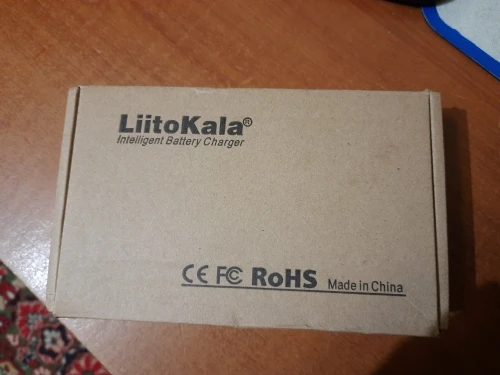 LiitoKala®
Intelligent Battery Charger
CE FC RoHS Made in China